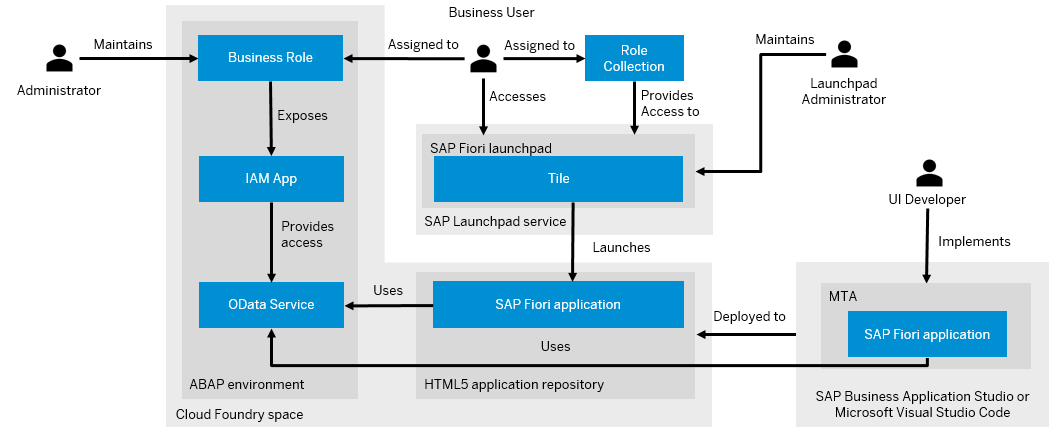 Business User
Maintains
Administrator
Business Role
Assigned to
Assigned to
Role
Collection
Maintains
Launchpad
Administrator
Exposes
Accesses
Provides
Access to
IAM App
SAP Fiori launchpad
Tile
SAP Launchpad service
UI Developer
Provides
access
Launches
Implements
OData Service
Uses
SAP Fiori application
Deployed to
MTA
SAP Fiori application
Uses
ABAP environment
HTML5 application repository
Cloud Foundry space
SAP Business Application Studio or
Microsoft Visual Studio Code